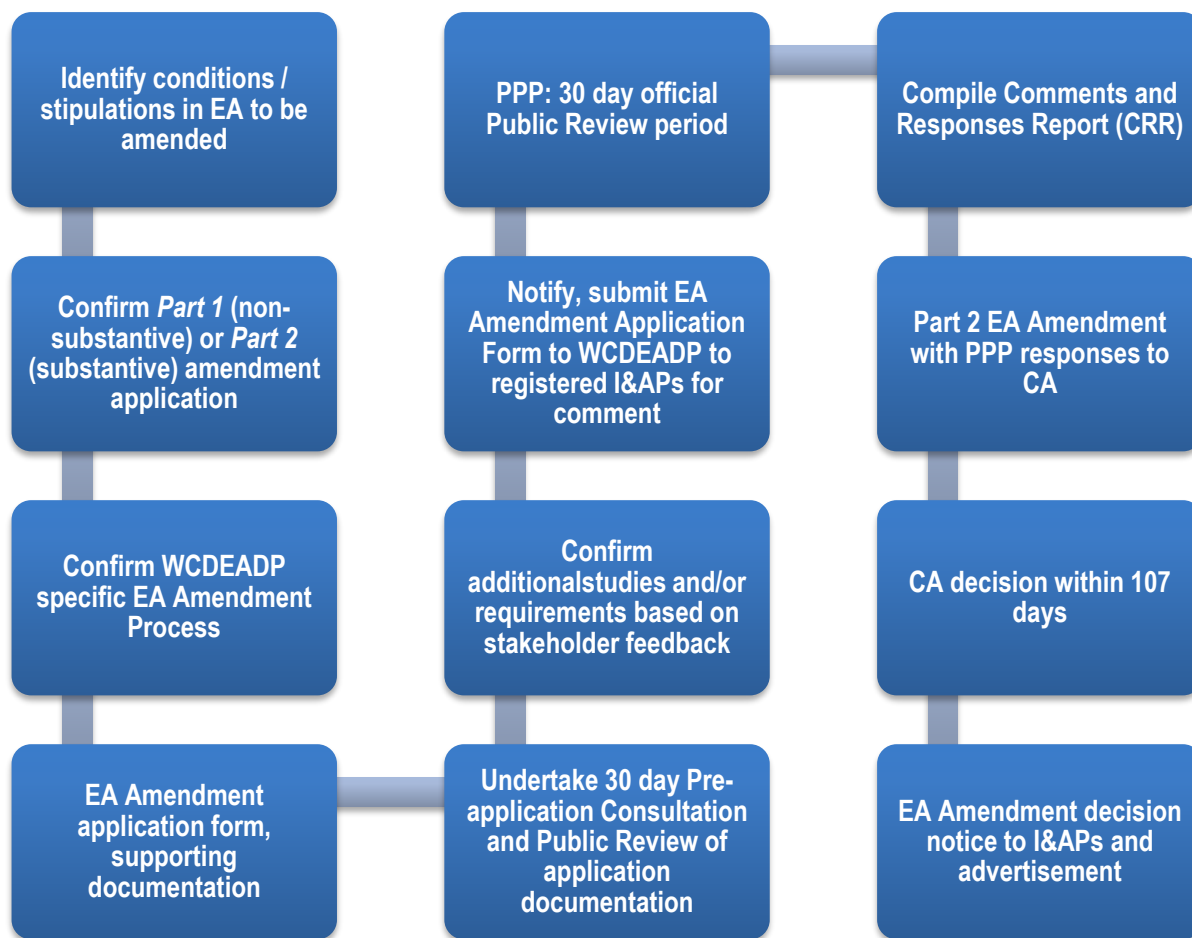 Identify conditions /
stipulations in EA to be
amended
Confirm Part 1 (non-
substantive) or Part 2
(substantive) amendment
application
Confirm WCDEADP
specific EA Amendment
Process
EA Amendment
application form,
supporting
documentation
Undertake 30 day Pre-
application Consultation
and Public Review of
application
documentation
Confirm
additionalstudies and/or
requirements based on
stakeholder feedback
Notify, submit EA
Amendment Application
Form to WCDEADP to
registered I&APs for
comment
PPP: 30 day official
Public Review period
Compile Comments and
Responses Report (CRR)
Part 2 EA Amendment
with PPP responses to
CA
CA decision within 107
days
EA Amendment decision
notice to I&APs and
advertisement